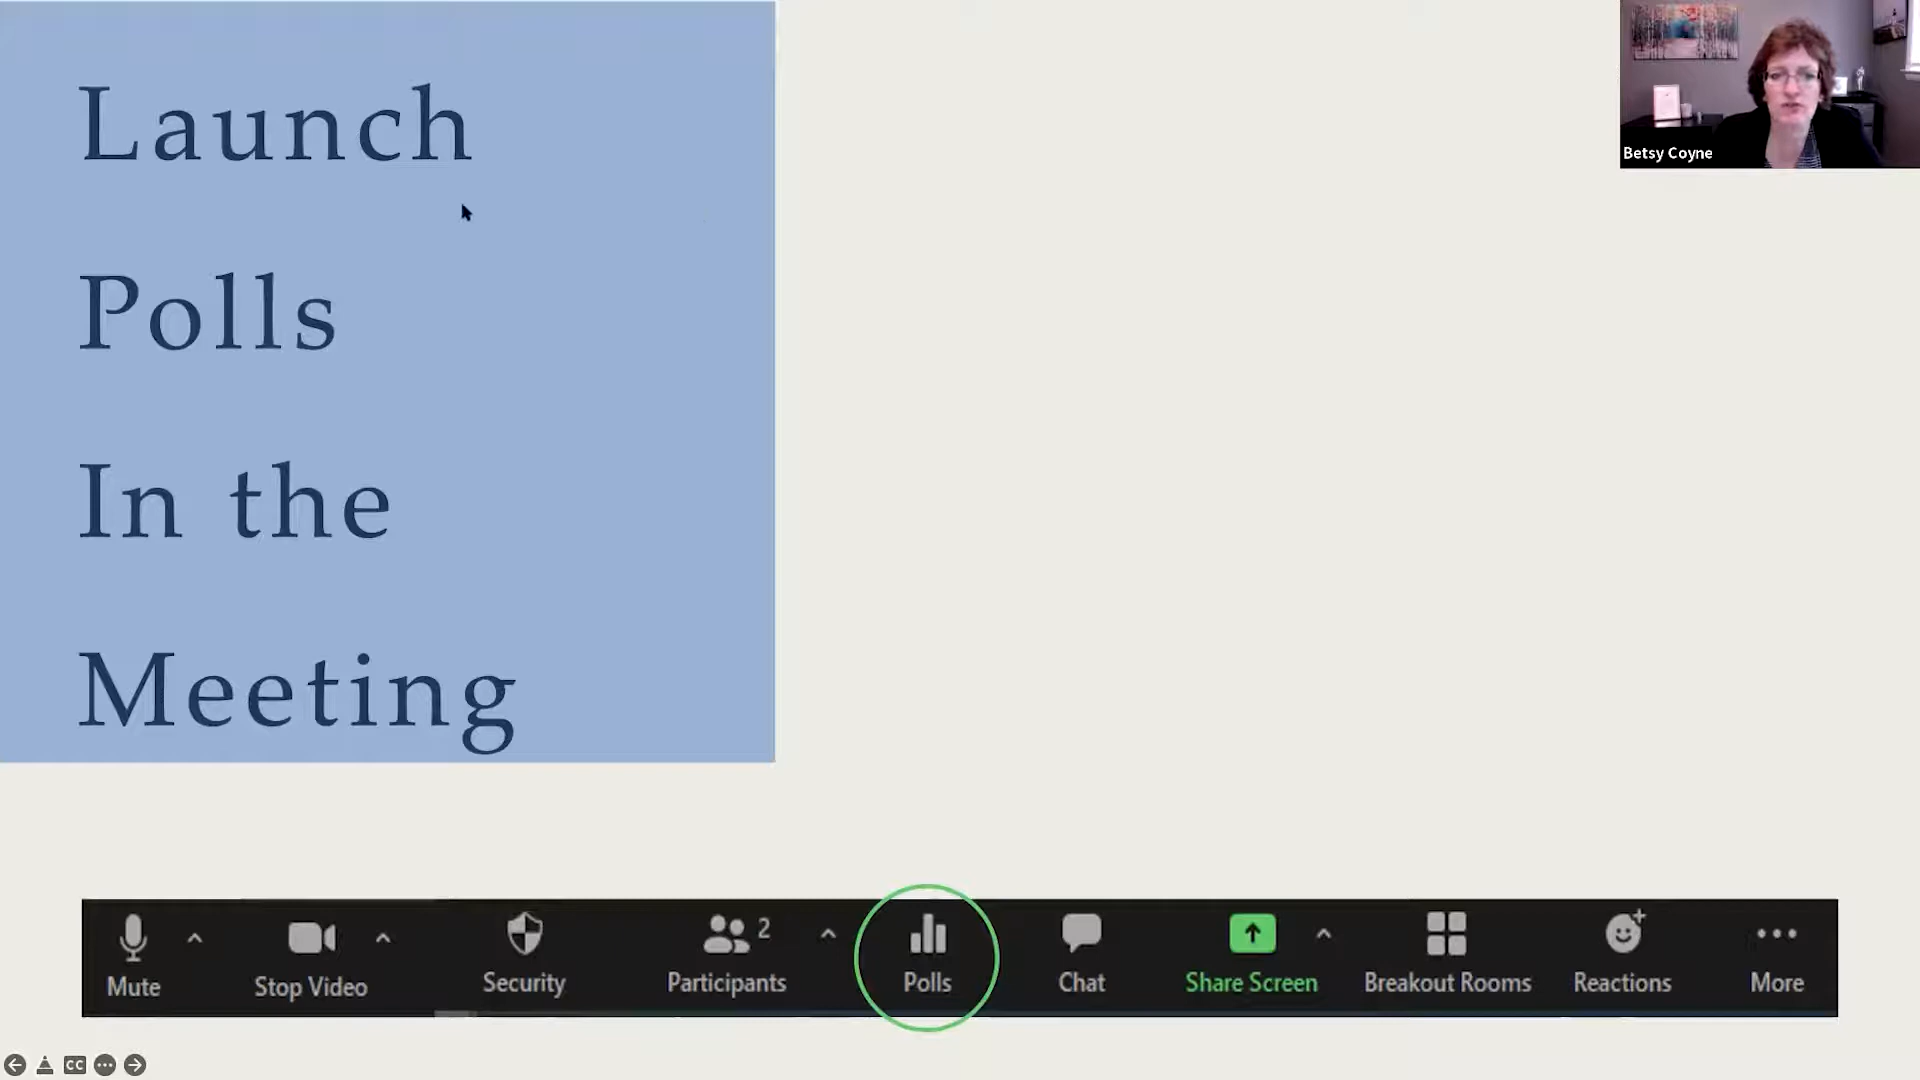 Launch
Polls
In the
Meeting
Betsy Coyne
Mute
Stop Video
Security
2
Participants
Polls
Chat
Share Screen
Breakout Rooms
Reactions
More
CC